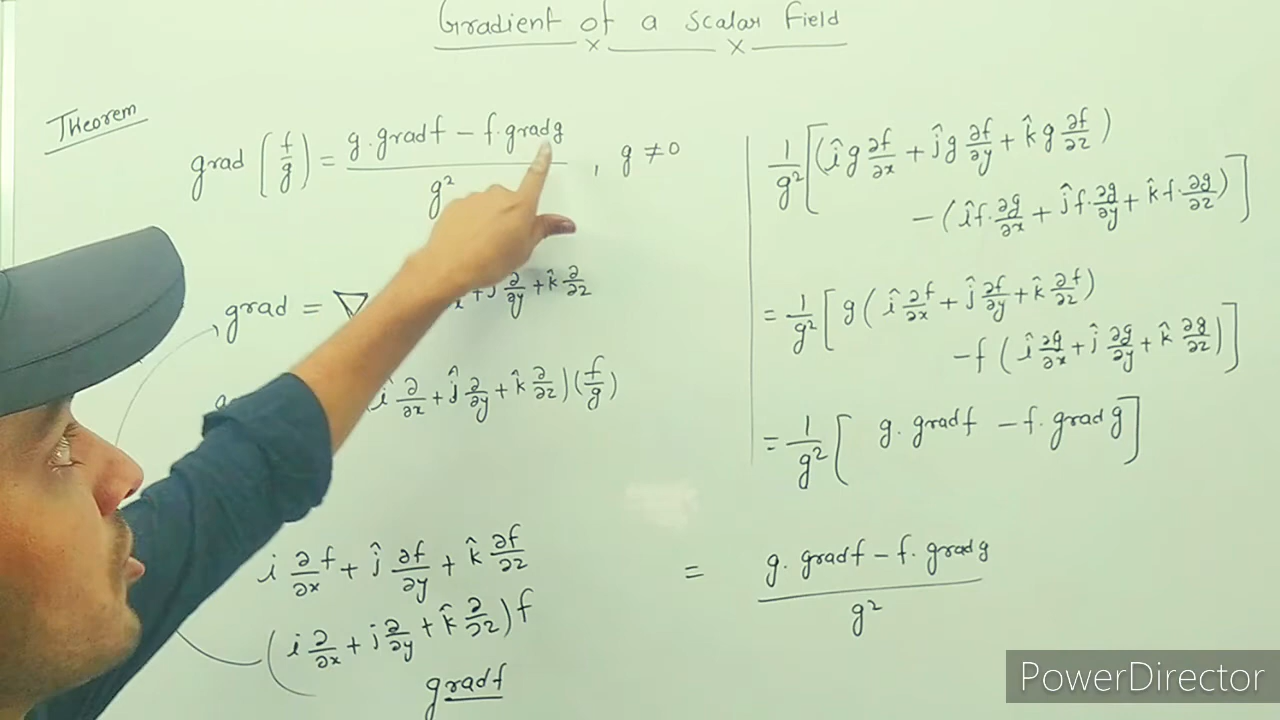 Gradient of a scalar field
Theorem
grad (f/g) = (g·grad f − f·grad g)/g² , g ≠ 0
grad = ∇
î + ĵ ∂/∂y + k̂ ∂/∂z
î ∂/∂x + ĵ ∂/∂y + k̂ ∂/∂z) (f/g)
i ∂/∂x f + ĵ ∂f/∂y + k̂ ∂f/∂z
(i ∂/∂x + j ∂/∂y + k̂ ∂/∂z) f
grad f
1/g² [(î g ∂f/∂x + ĵ g ∂f/∂y + k̂ g ∂f/∂z)
− (î f· ∂g/∂x + ĵ f· ∂g/∂y + k̂ f· ∂g/∂z)]
= 1/g² [g (î ∂f/∂x + ĵ ∂f/∂y + k̂ ∂f/∂z)
− f (î ∂g/∂x + ĵ ∂g/∂y + k̂ ∂g/∂z)]
= 1/g² [g· grad f − f· grad g]
= (g· grad f − f· grad g)/g²
PowerDirector